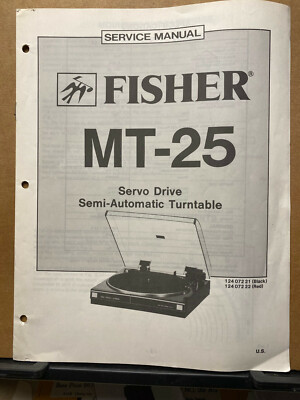 SERVICE MANUAL
FISHER®
MT-25
Servo Drive
Semi-Automatic Turntable
124 072 21 (Black)
124 072 22 (Red)
U.S.